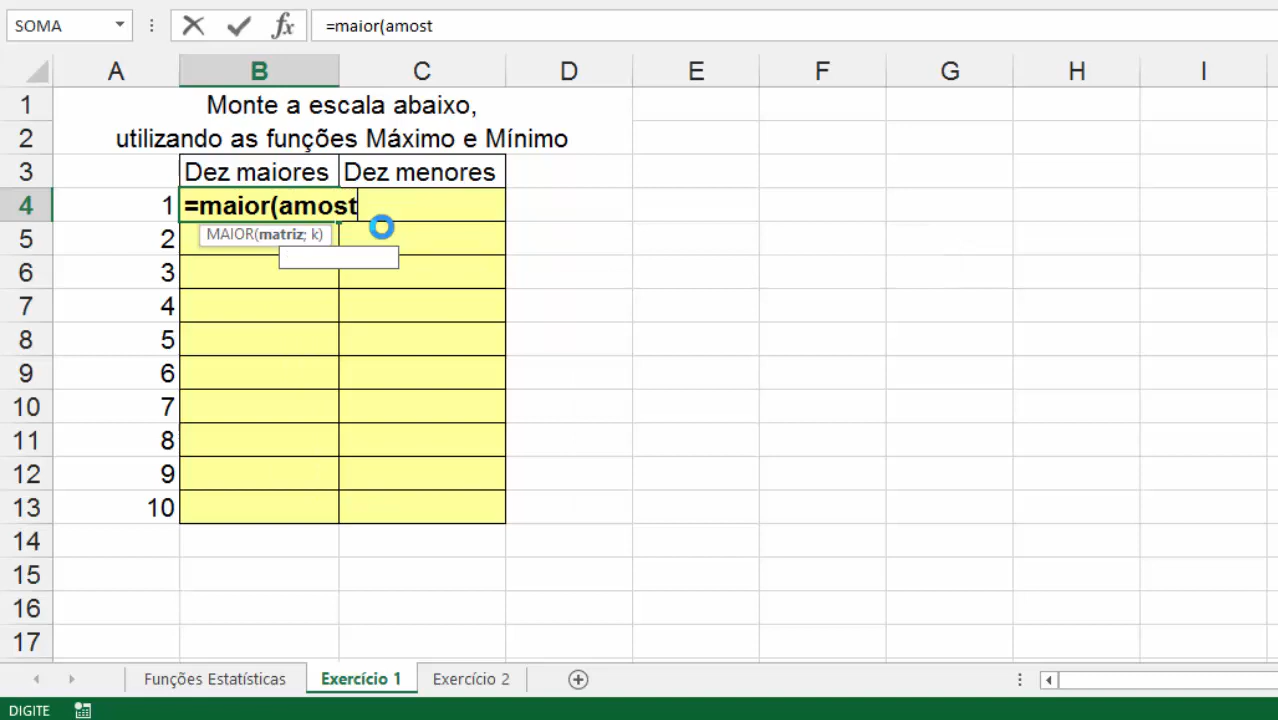 SOMA
fx
=maior(amost
A B C D E F G H I
1 Monte a escala abaixo,
2 utilizando as funções Máximo e Mínimo
3 Dez maiores Dez menores
4 1 =maior(amost
MAIOR(matriz; k)
5 2
6 3
7 4
8 5
9 6
10 7
11 8
12 9
13 10
14
15
16
17
Funções Estatísticas Exercício 1 Exercício 2
DIGITE